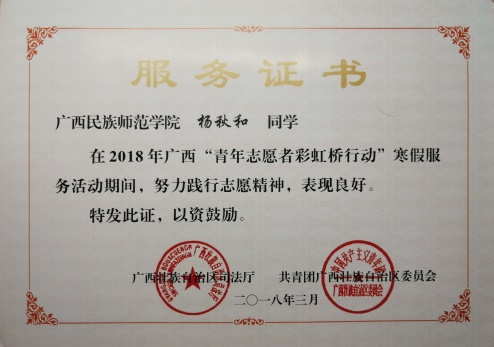 服务证书
广西民族师范学院 杨秋和 同学
在2018年广西“青年志愿者彩虹桥行动”寒假服
务活动期间，努力践行志愿精神，表现良好。
特发此证，以资鼓励。
广西壮族自治区司法厅 共青团广西壮族自治区委员会
二〇一八年三月